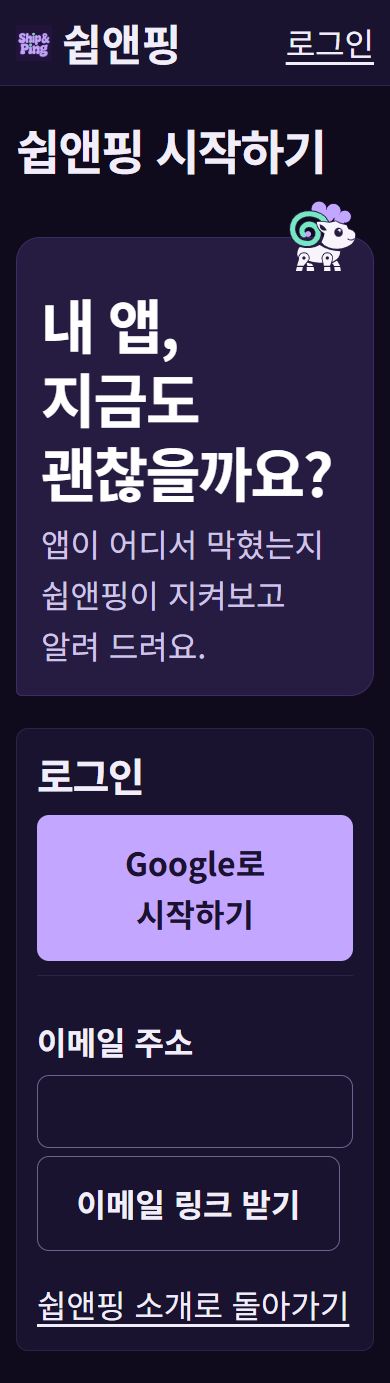 Ship&
Ping
쉽앤핑
로그인
쉽앤핑 시작하기
내 앱,
지금도
괜찮을까요?
앱이 어디서 막혔는지
쉽앤핑이 지켜보고
알려 드려요.
로그인
Google로
시작하기
이메일 주소
이메일 링크 받기
쉽앤핑 소개로 돌아가기